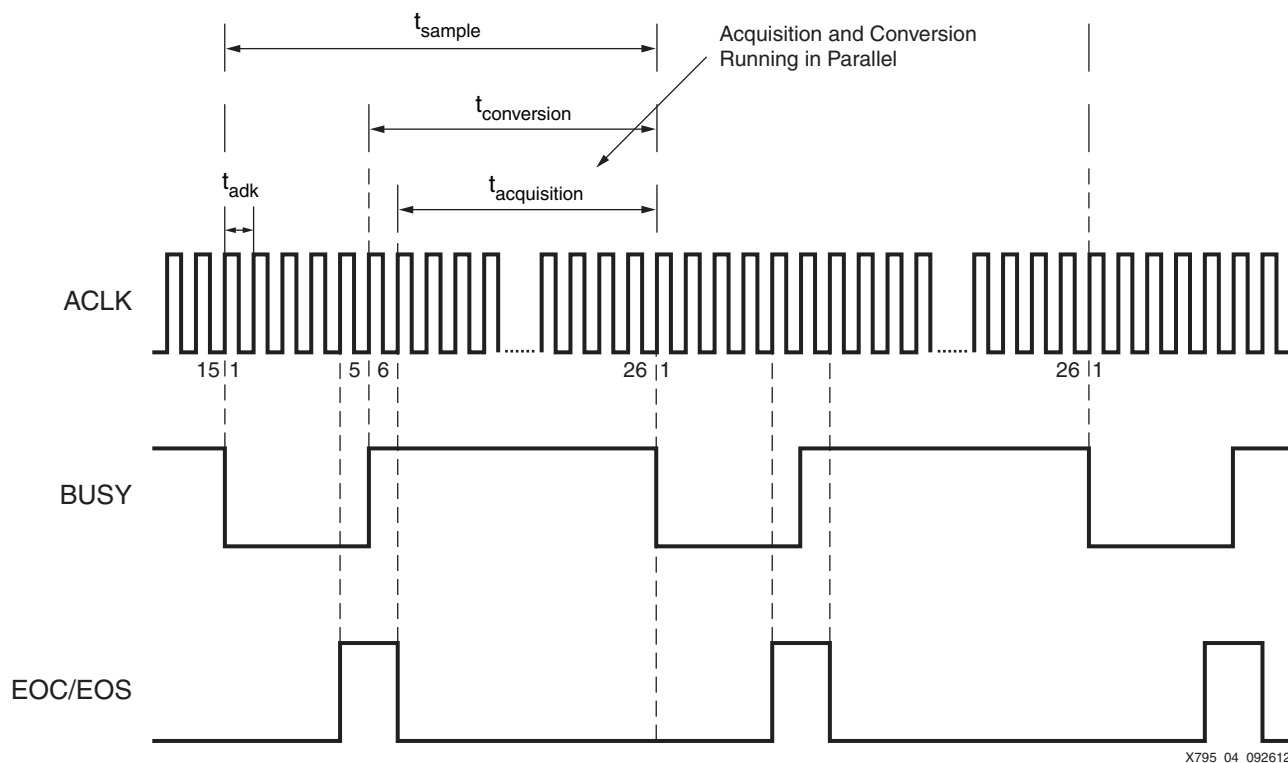 t_sample
Acquisition and Conversion
Running in Parallel
t_conversion
t_adk
t_acquisition
ACLK
15 1 5 6 26 1 26 1
BUSY
EOC/EOS
X795_04_092612